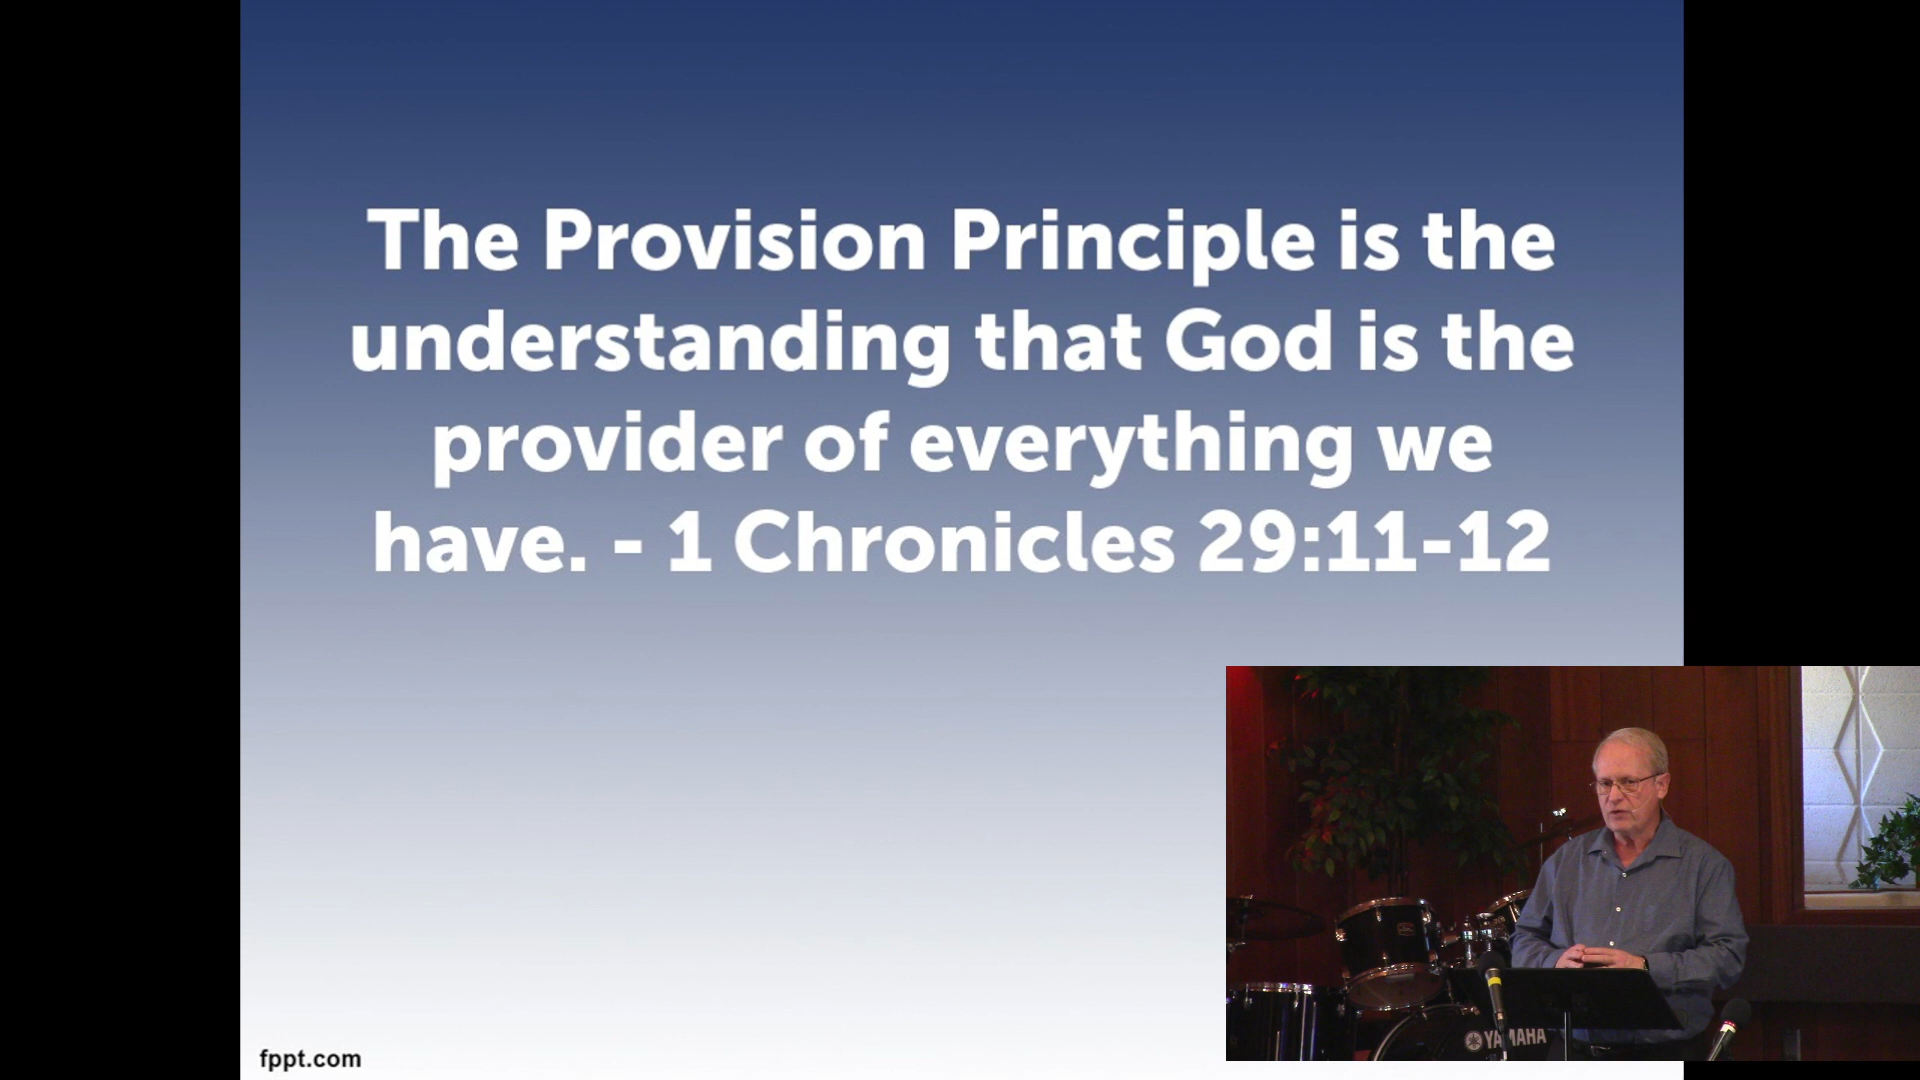 The Provision Principle is the
understanding that God is the
provider of everything we
have. - 1 Chronicles 29:11-12
fppt.com
YAMAHA